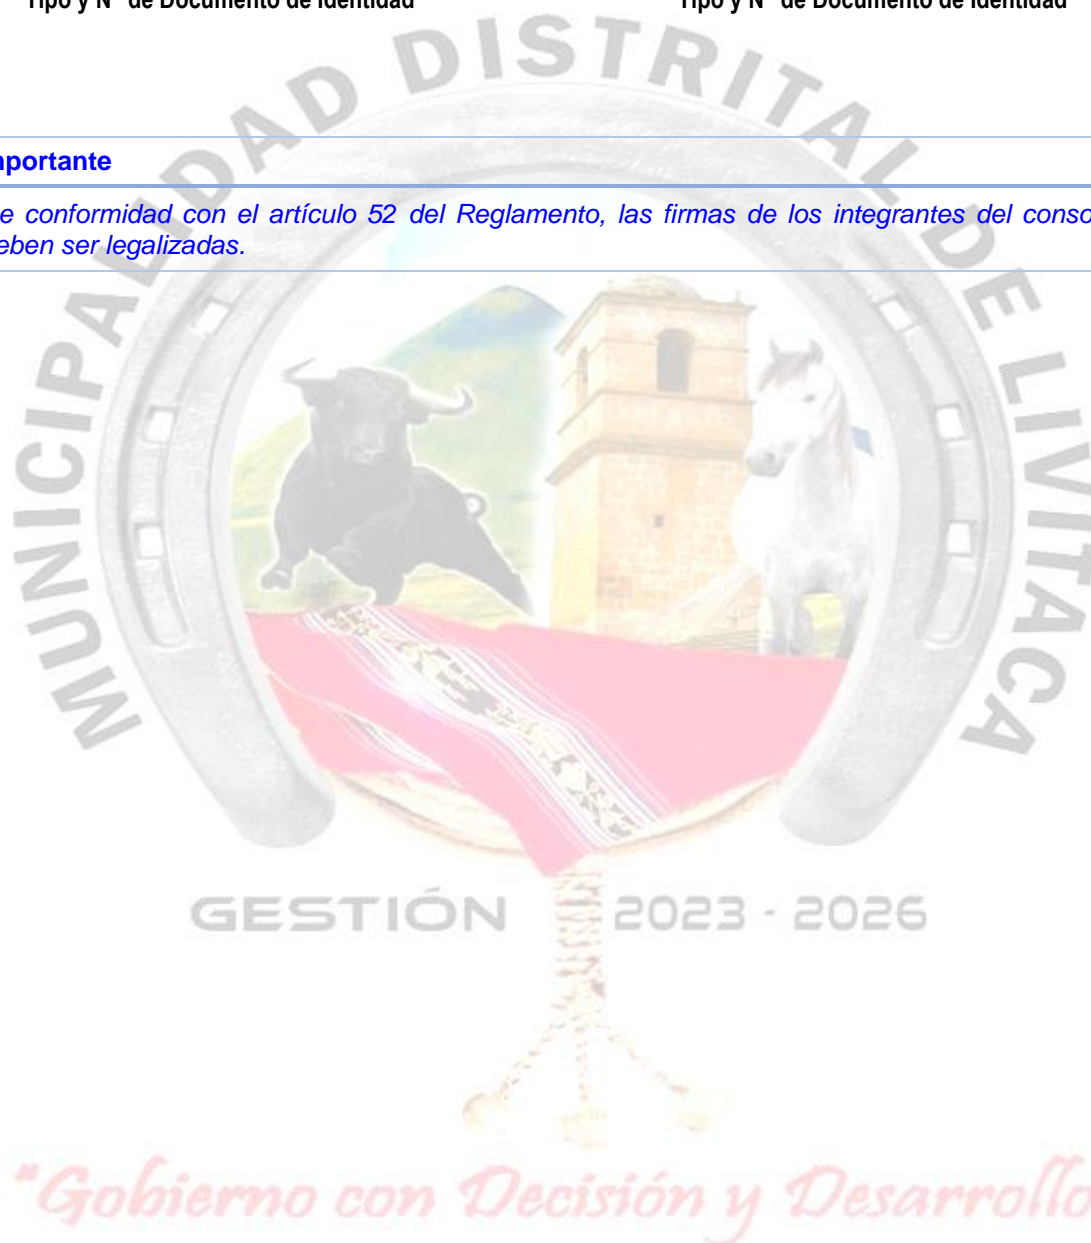 Tipo y N° de Documento de Identidad Tipo y N° de Documento de Identidad
MUNICIPALIDAD DISTRITAL DE LIVITACA
mportante
e conformidad con el artículo 52 del Reglamento, las firmas de los integrantes del conso
eben ser legalizadas.
GESTIÓN 2023 - 2026
"Gobierno con Decisión y Desarrollo